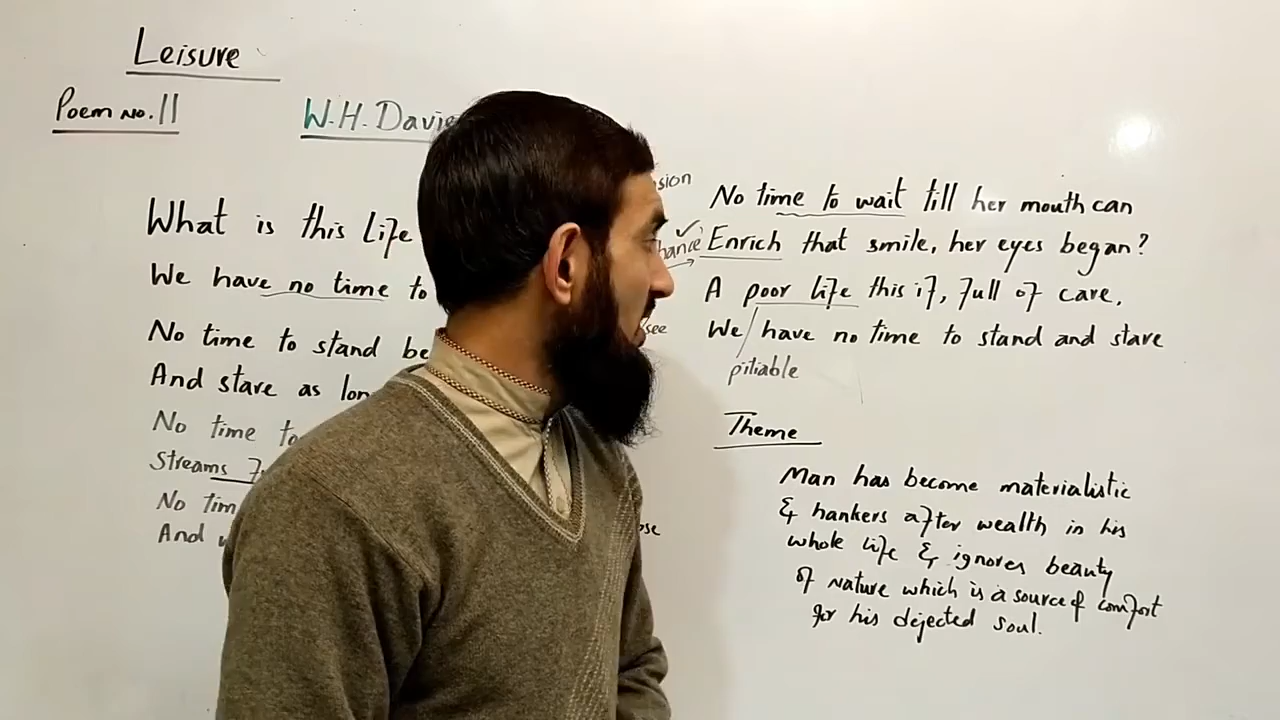 Leisure
Poem No. 11
W.H. Davie
What is this Life
We have no time to
No time to stand be
And stare as lon
No time to
Streams
No tim
And
sion
hance
see
ose
No time to wait till her mouth can
Enrich that smile, her eyes began?
A poor life this if, full of care,
We have no time to stand and stare
pitiable
Theme
Man has become materialistic
& hankers after wealth in his
whole life & ignores beauty
of nature which is a source of comfort
for his dejected soul.